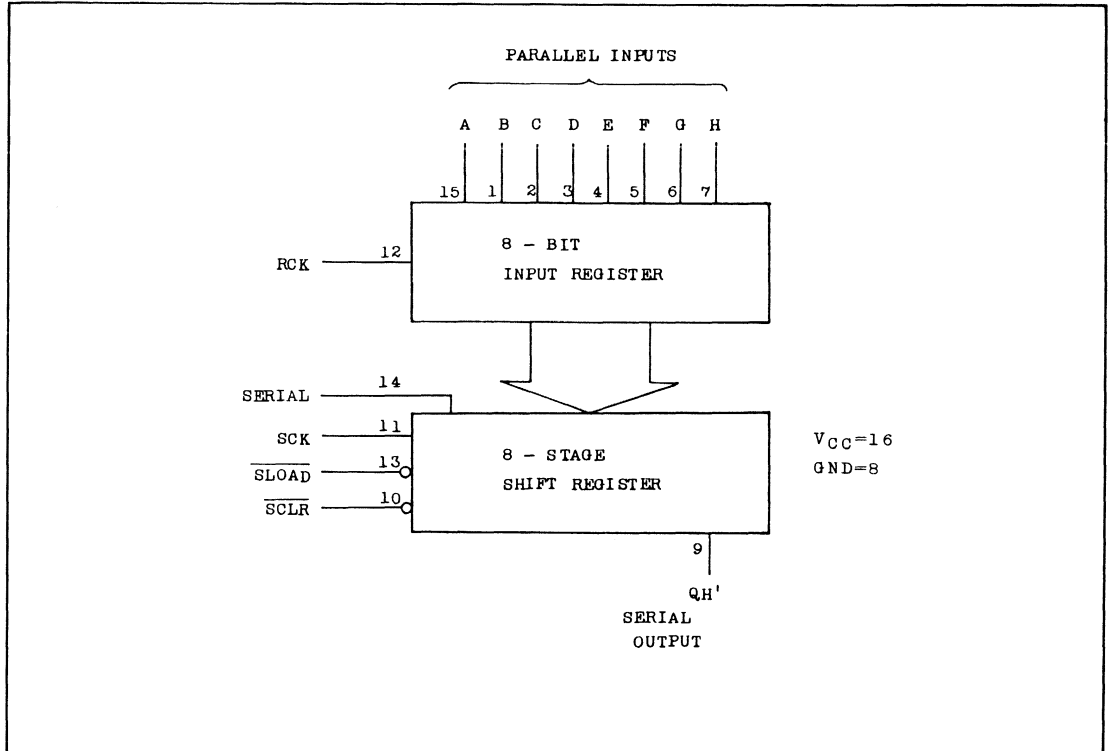 PARALLEL INPUTS
A B C D E F G H
15 1 2 3 4 5 6 7
8 - BIT
INPUT REGISTER
RCK 12
SERIAL 14
SCK 11
SLOAD 13
SCLR 10
8 - STAGE
SHIFT REGISTER
VCC=16
GND=8
9
QH'
SERIAL
OUTPUT